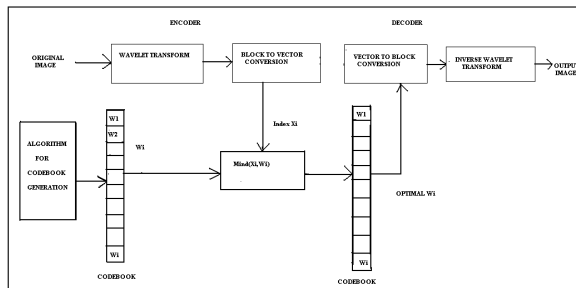 ENCODER
DECODER
ORIGINAL
IMAGE
WAVELET TRANSFORM
BLOCK TO VECTOR
CONVERSION
VECTOR TO BLOCK
CONVERSION
INVERSE WAVELET
TRANSFORM
OUTPUT
IMAGE
Index Xi
ALGORITHM
FOR
CODEBOOK
GENERATION
W1
W2
Wi
Wi
CODEBOOK
Mind(Xi,Wi)
W1
Wi
CODEBOOK
OPTIMAL Wi